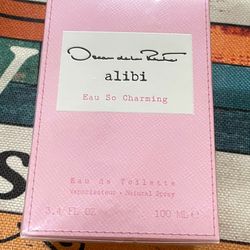 Oscar de la Renta
alibi
Eau So Charming
Eau de Toilette
Vaporisateur • Natural Spray
3.4 FL OZ 100 ML ℮